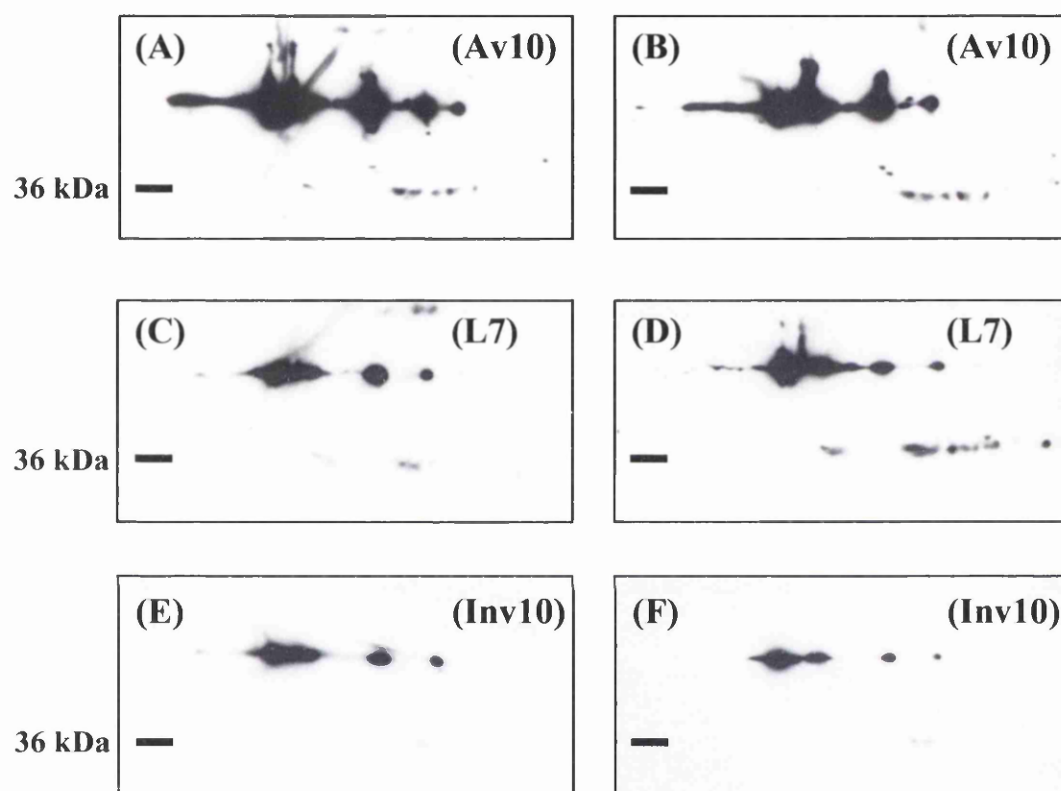 (A) (Av10)
(B) (Av10)
36 kDa
(C) (L7)
(D) (L7)
36 kDa
(E) (Inv10)
(F) (Inv10)
36 kDa